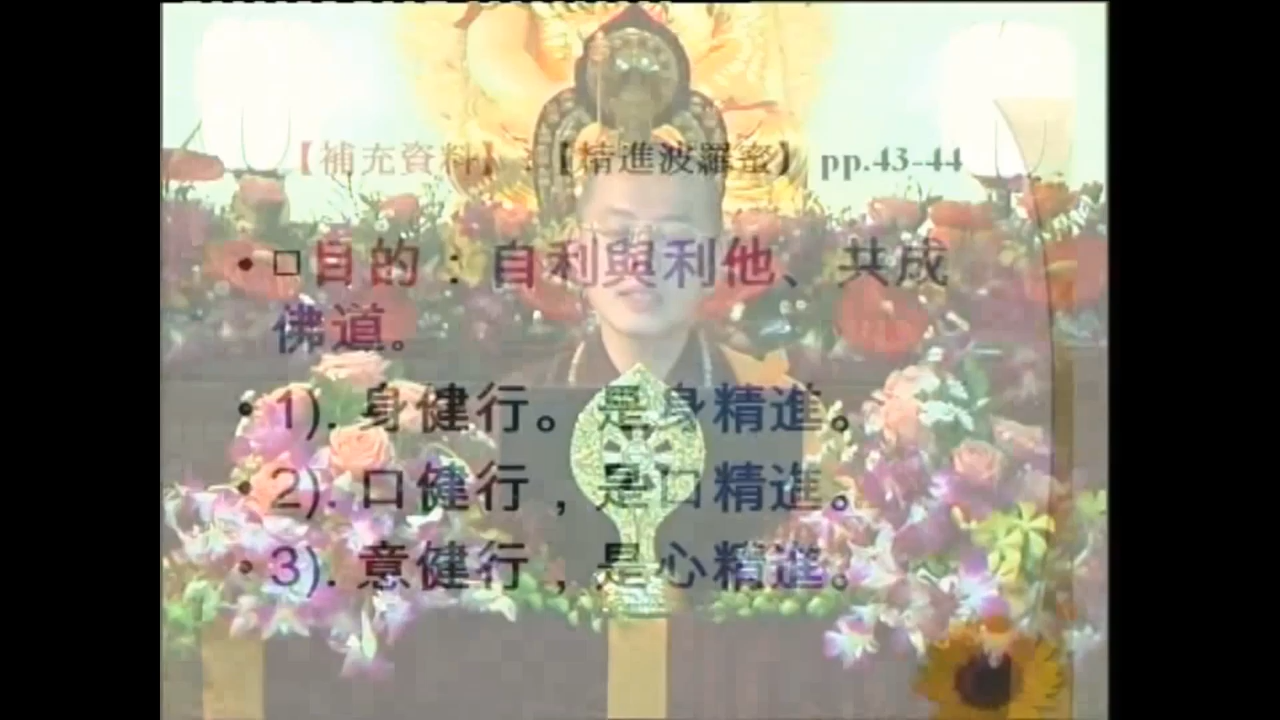 【補充資料】：【精進波羅蜜】 pp.43-44
•□目的：自利與利他、共成
佛道。
•1). 身健行。是身精進。
•2). 口健行，是口精進。
•3). 意健行，是心精進。